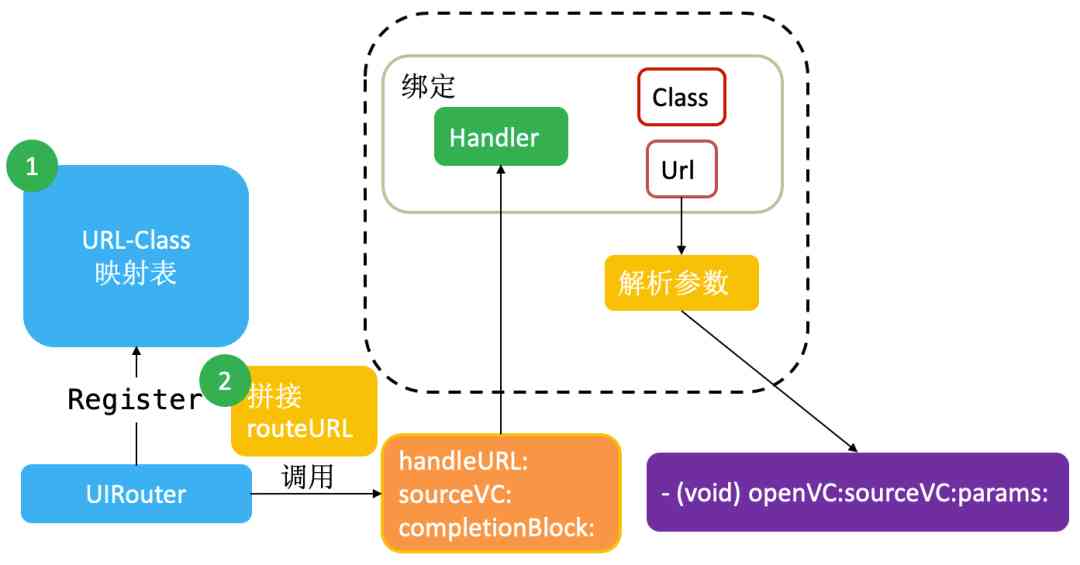 绑定
Class
Handler
Url
1
URL-Class
映射表
解析参数
Register
2
拼接
routeURL
UIRouter
调用
handleURL:
sourceVC:
completionBlock:
- (void) openVC:sourceVC:params: